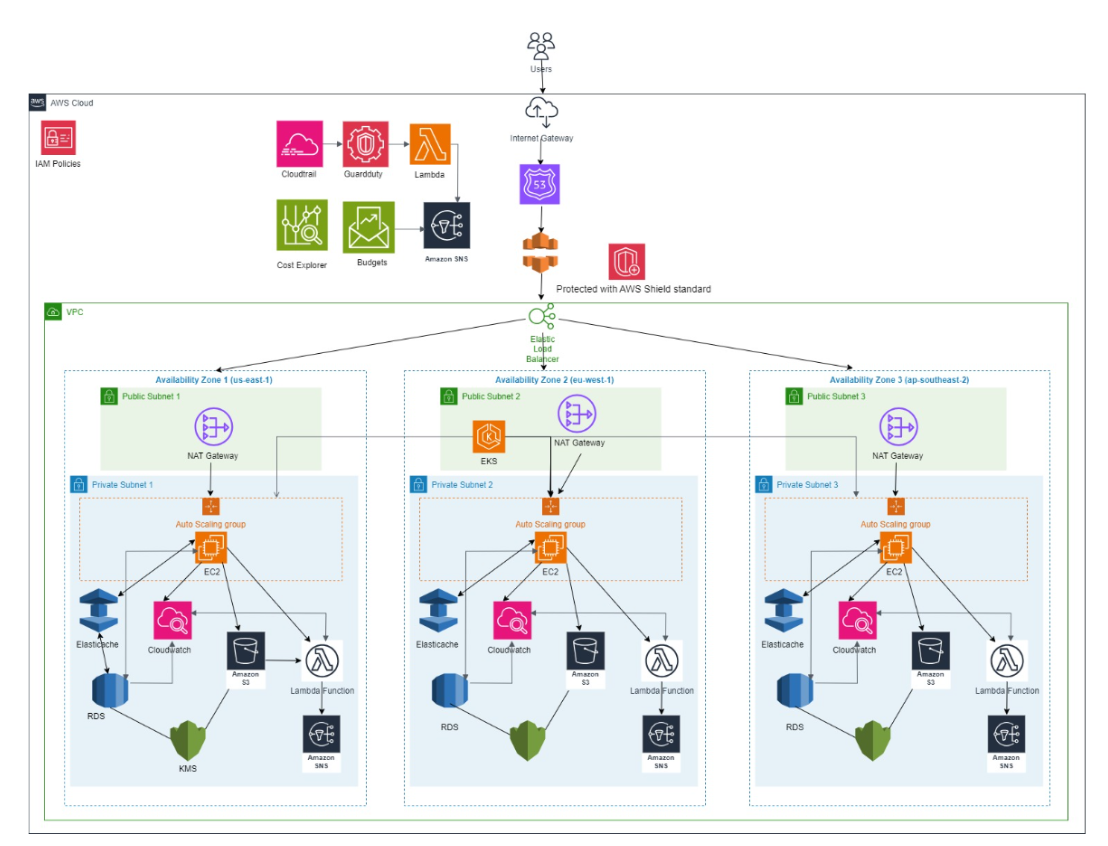 Users
aws
AWS Cloud
IAM Policies
Internet Gateway
Cloudtrail
Guardduty
Lambda
53
Cost Explorer
Budgets
Amazon SNS
Protected with AWS Shield standard
VPC
Elastic
Load
Balancer
Availability Zone 1 (us-east-1)
Public Subnet 1
NAT Gateway
Private Subnet 1
Auto Scaling group
EC2
Elasticache
Cloudwatch
Amazon
S3
Lambda Function
RDS
KMS
Amazon
SNS
Availability Zone 2 (eu-west-1)
Public Subnet 2
K
EKS
NAT Gateway
Private Subnet 2
Auto Scaling group
EC2
Elasticache
Cloudwatch
Amazon
S3
Lambda Function
RDS
Amazon
SNS
Availability Zone 3 (ap-southeast-2)
Public Subnet 3
NAT Gateway
Private Subnet 3
Auto Scaling group
EC2
Elasticache
Cloudwatch
Amazon
S3
Lambda Function
RDS
Amazon
SNS